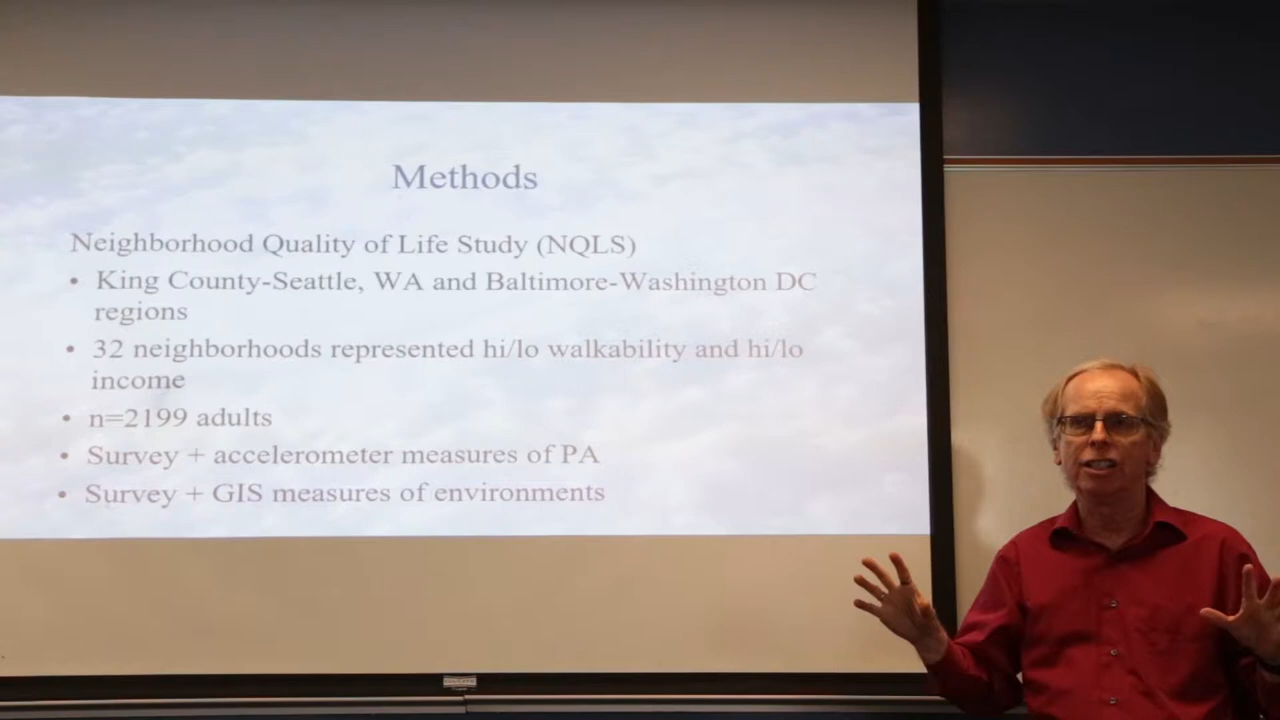 Methods
Neighborhood Quality of Life Study (NQLS)
• King County-Seattle, WA and Baltimore-Washington DC
regions
• 32 neighborhoods represented hi/lo walkability and hi/lo
income
• n=2199 adults
• Survey + accelerometer measures of PA
• Survey + GIS measures of environments